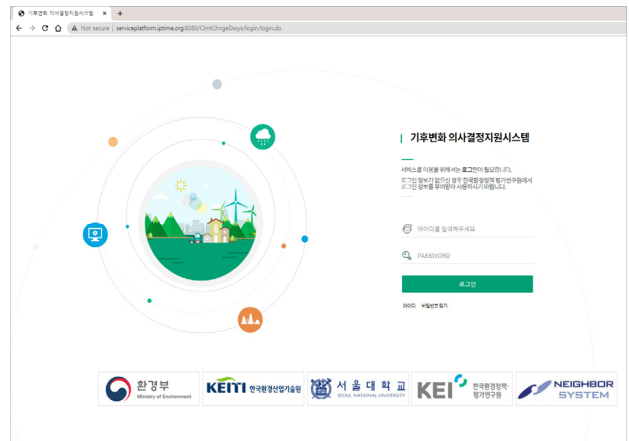 기후변화 의사결정지원시스템
Not secure | serviceplatform.iptime.org:8080/ClntChngeDssys/login/login.do
기후변화 의사결정지원시스템
서비스를 이용을 위해서는 로그인이 필요합니다.
로그인 정보가 없으신 경우 한국환경정책 평가연구원에서
로그인 정보를 부여받아 사용하시기 바랍니다.
아이디를 입력해주세요
PASSWORD
로그인
아이디 비밀번호 찾기
환경부
Ministry of Environment
KEITI 한국환경산업기술원
서울대학교
SEOUL NATIONAL UNIVERSITY
KEI 한국환경정책·
평가연구원
NEIGHBOR
SYSTEM